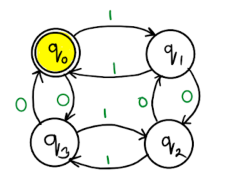 1
q₀ 1 q₁
0 0 0 0
1
q₃ 1 q₂